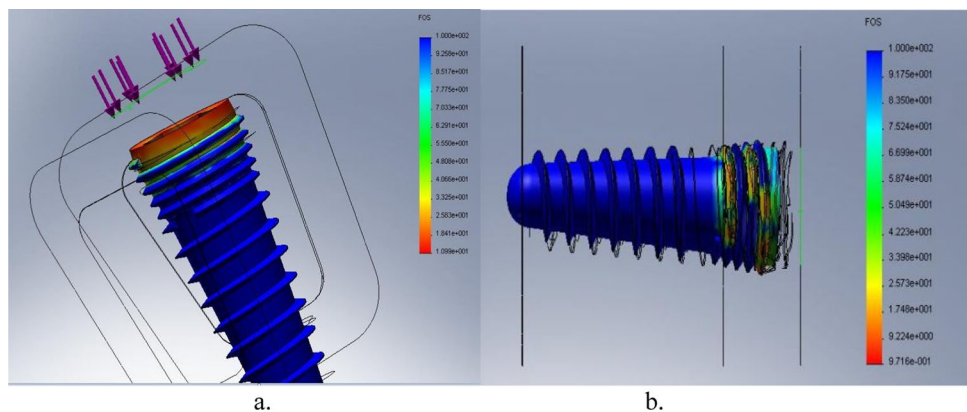 FOS
1.000e+002
9.258e+001
8.517e+001
7.775e+001
7.033e+001
6.291e+001
5.550e+001
4.808e+001
4.066e+001
3.325e+001
2.583e+001
1.841e+001
1.099e+001
FOS
1.000e+002
9.175e+001
8.350e+001
7.524e+001
6.699e+001
5.874e+001
5.049e+001
4.223e+001
3.398e+001
2.573e+001
1.748e+001
9.224e+000
9.716e-001
a.
b.